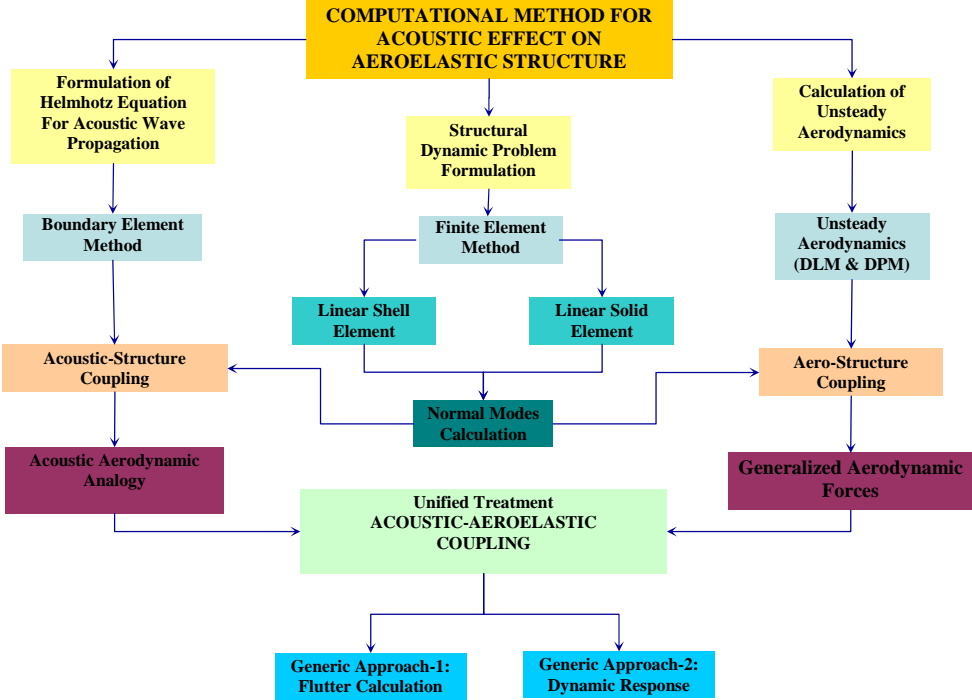 COMPUTATIONAL METHOD FOR
ACOUSTIC EFFECT ON
AEROELASTIC STRUCTURE
Formulation of
Helmhotz Equation
For Acoustic Wave
Propagation
Structural
Dynamic Problem
Formulation
Calculation of
Unsteady
Aerodynamics
Boundary Element
Method
Finite Element
Method
Unsteady
Aerodynamics
(DLM & DPM)
Linear Shell
Element
Linear Solid
Element
Acoustic-Structure
Coupling
Normal Modes
Calculation
Aero-Structure
Coupling
Acoustic Aerodynamic
Analogy
Generalized Aerodynamic
Forces
Unified Treatment
ACOUSTIC-AEROELASTIC
COUPLING
Generic Approach-1:
Flutter Calculation
Generic Approach-2:
Dynamic Response